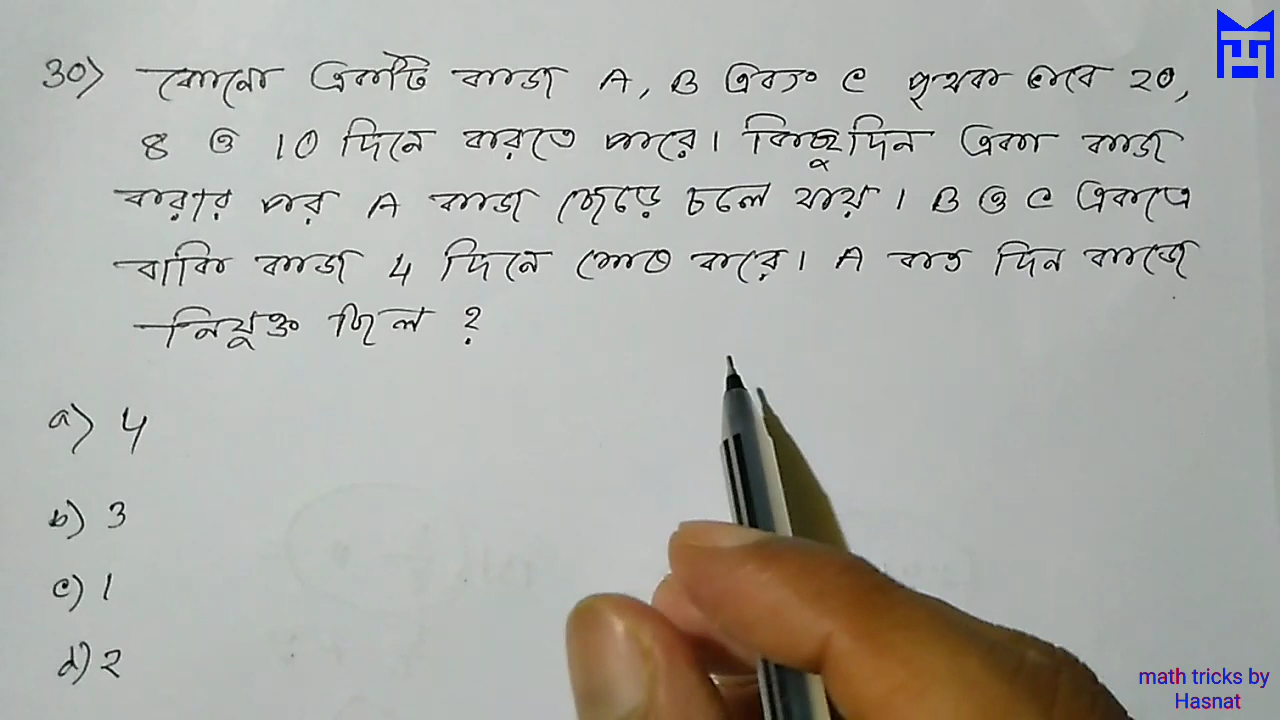 30) কোনো একটি কাজ A, B এবং C পৃথক ভাবে 20,
8 ও 10 দিনে করতে পারে। কিছুদিন একা কাজ
করার পর A কাজ ছেড়ে চলে যায়। B ও C একত্রে
বাকি কাজ 4 দিনে শেষ করে। A কত দিন কাজে
নিযুক্ত ছিল ?
a) 4
b) 3
c) 1
d) 2
math tricks by
Hasnat